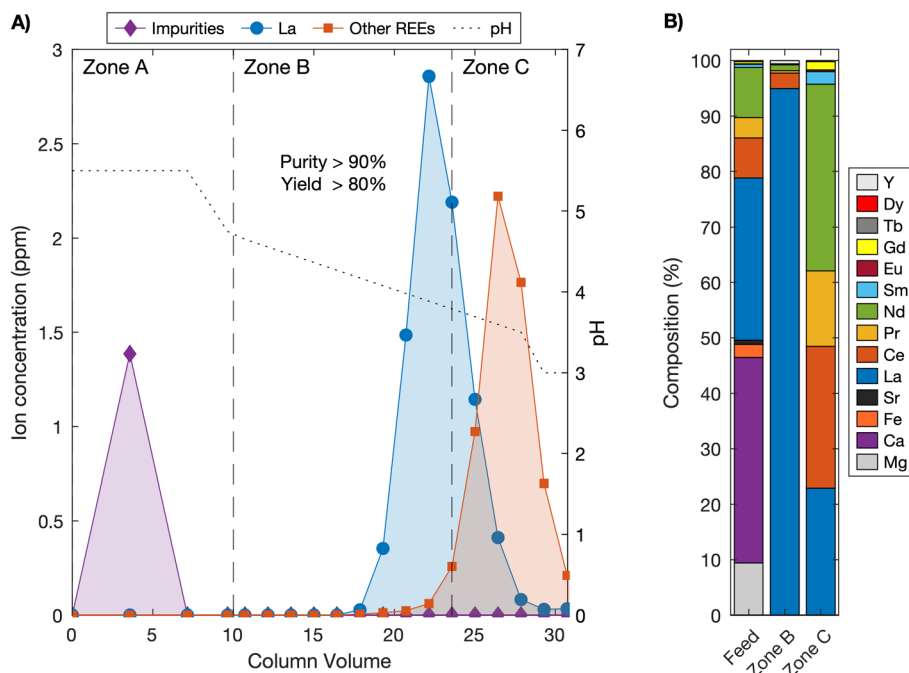 A)
Impurities La Other REEs pH
Zone A Zone B Zone C
Purity > 90%
Yield > 80%
3
2.5
2
1.5
1
0.5
0
Ion concentration (ppm)
7
6
5
4
3
2
1
0
pH
0 5 10 15 20 25 30
Column Volume
B)
100
90
80
70
60
50
40
30
20
10
0
Composition (%)
Feed Zone B Zone C
Y
Dy
Tb
Gd
Eu
Sm
Nd
Pr
Ce
La
Sr
Fe
Ca
Mg